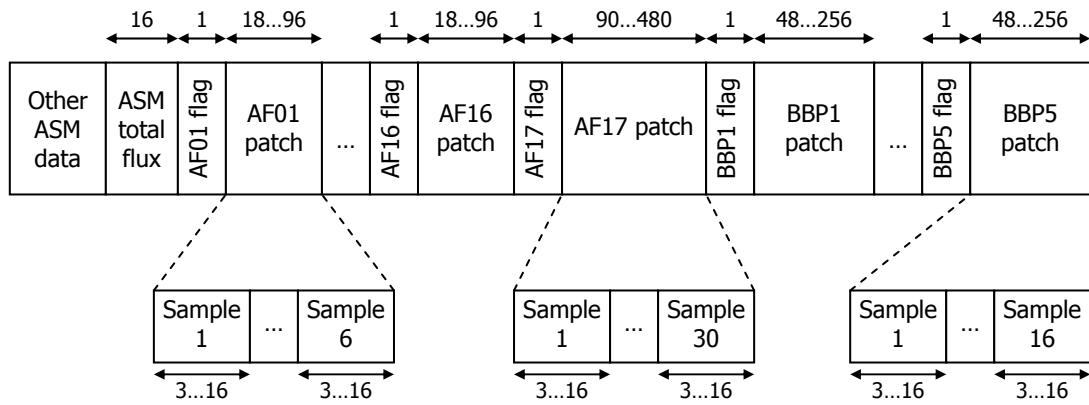 16 1 18...96 1 18...96 1 90...480 1 48...256 1 48...256
Other
ASM
data
ASM
total
flux
AF01 flag
AF01
patch
...
AF16 flag
AF16
patch
AF17 flag
AF17 patch
BBP1 flag
BBP1
patch
...
BBP5 flag
BBP5
patch
Sample
1
...
Sample
6
Sample
1
...
Sample
30
Sample
1
...
Sample
16
3...16 3...16 3...16 3...16 3...16 3...16